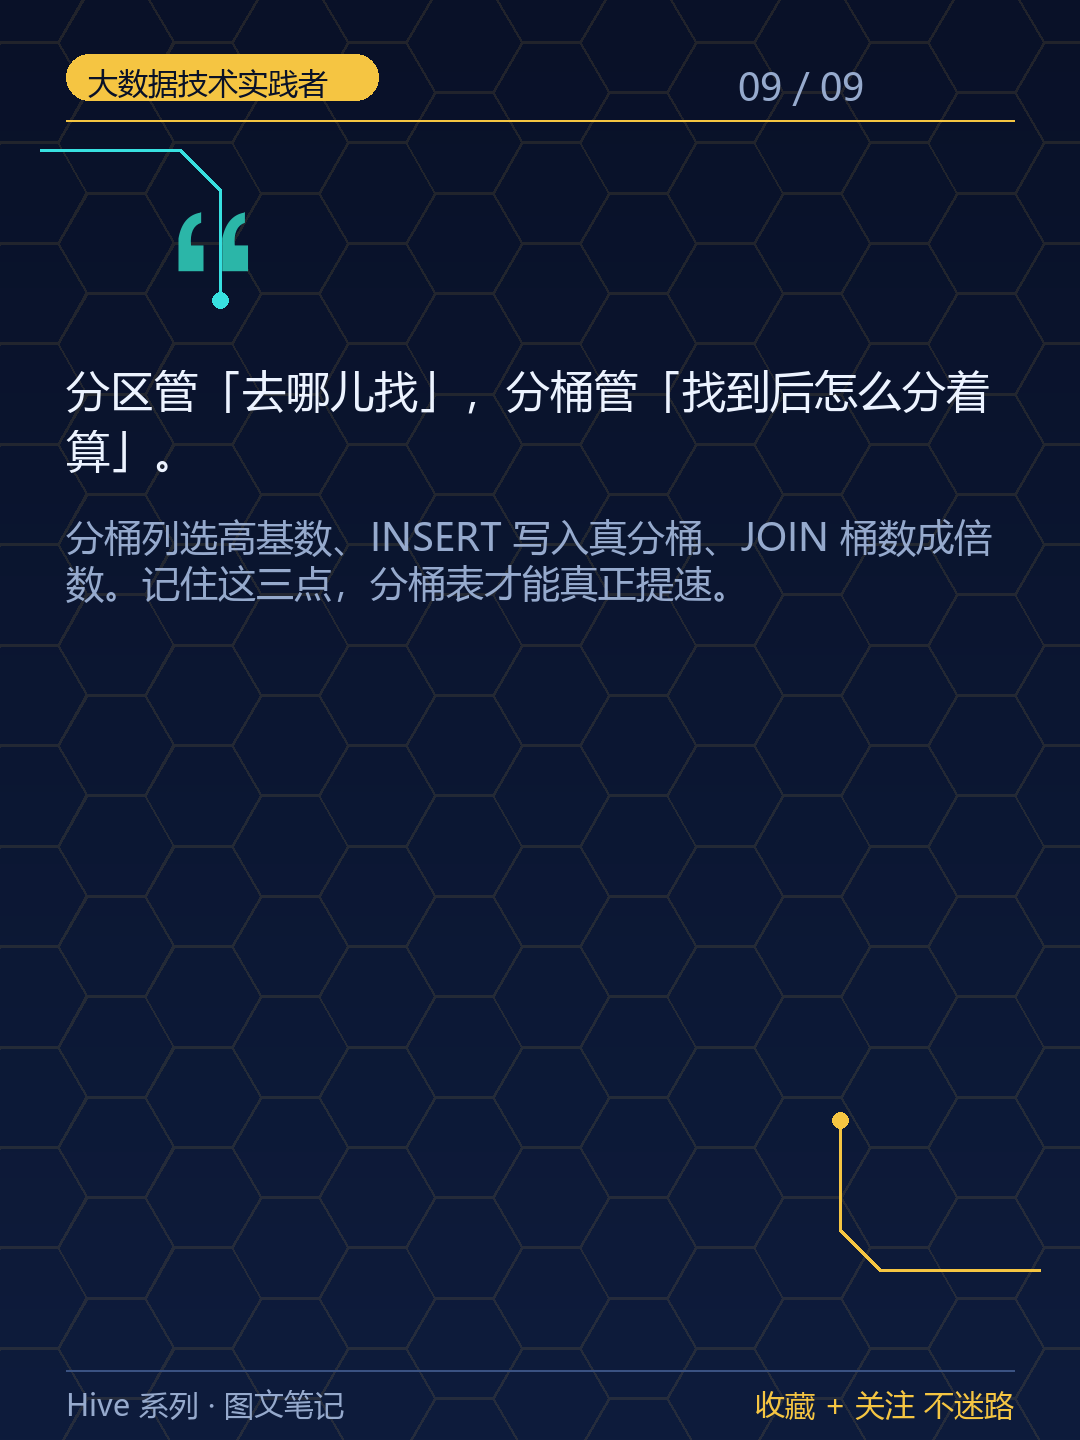 大数据技术实践者
09 / 09
“
分区管「去哪儿找」，分桶管「找到后怎么分着
算」。
分桶列选高基数、INSERT 写入真分桶、JOIN 桶数成倍
数。记住这三点，分桶表才能真正提速。
Hive 系列 · 图文笔记
收藏 + 关注 不迷路